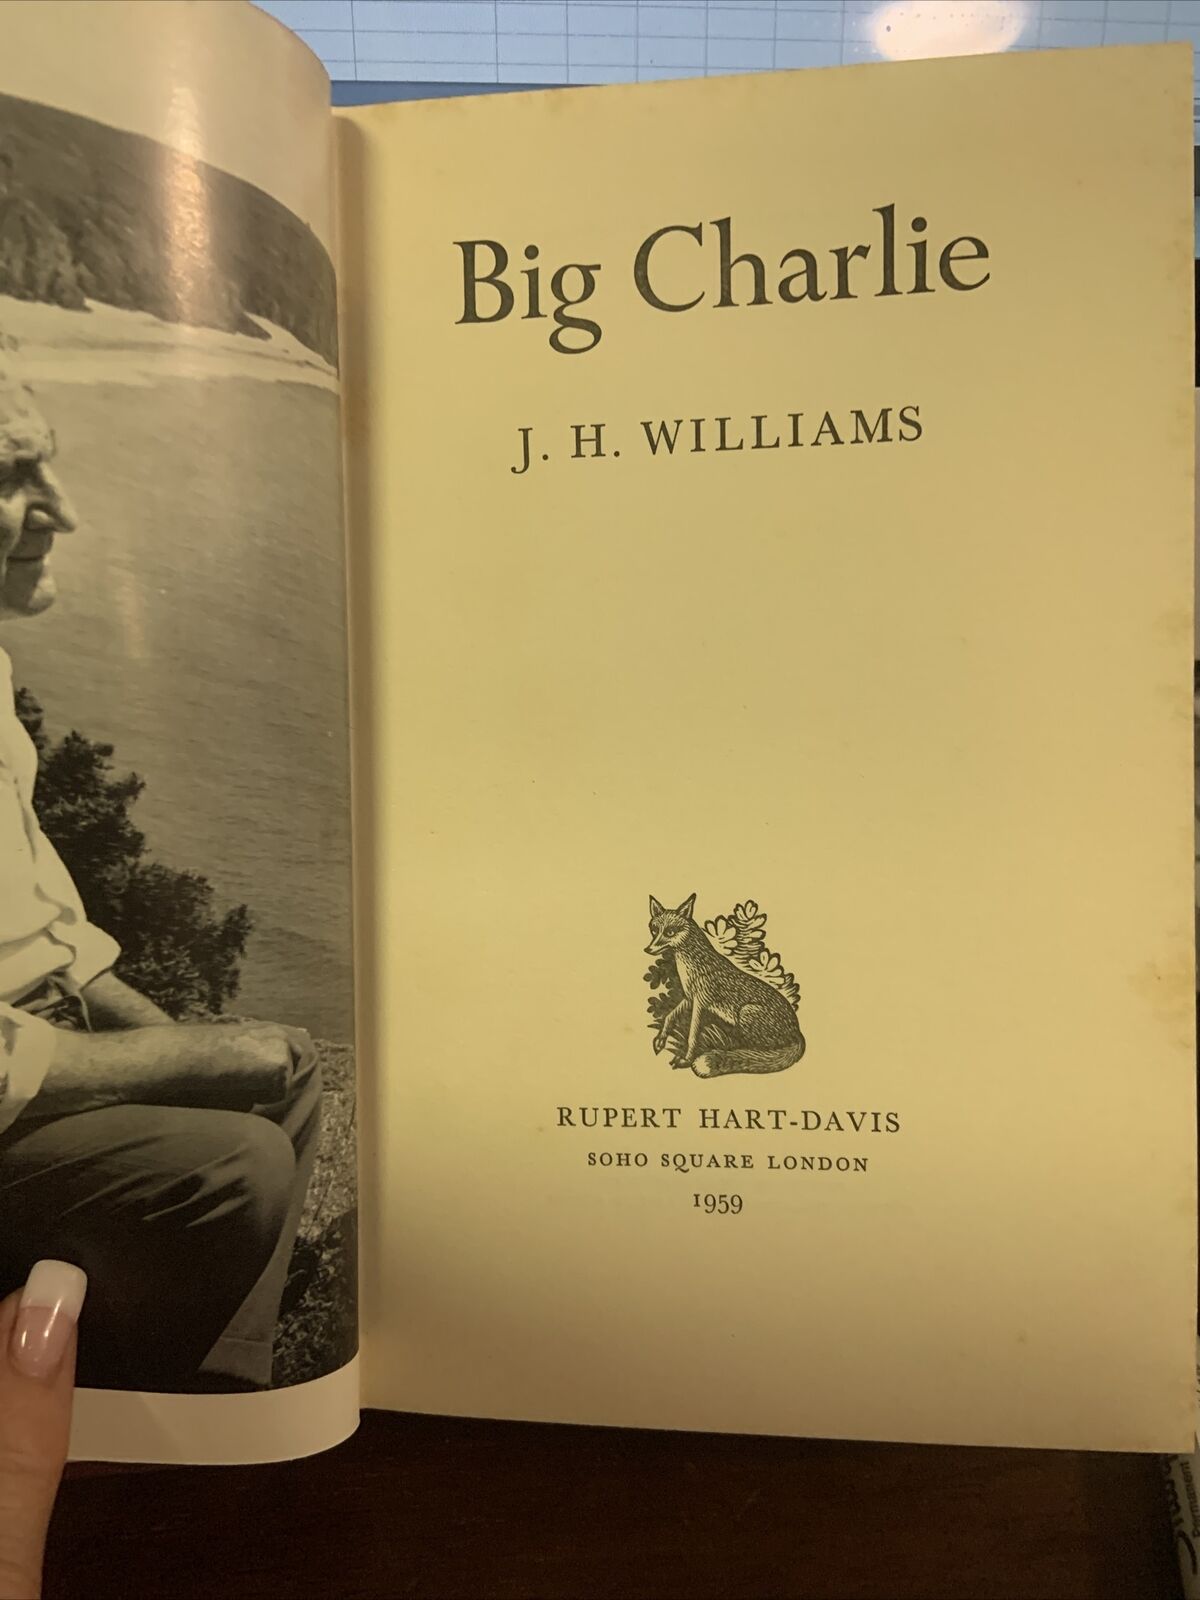 Big Charlie
J. H. WILLIAMS
RUPERT HART-DAVIS
SOHO SQUARE LONDON
1959